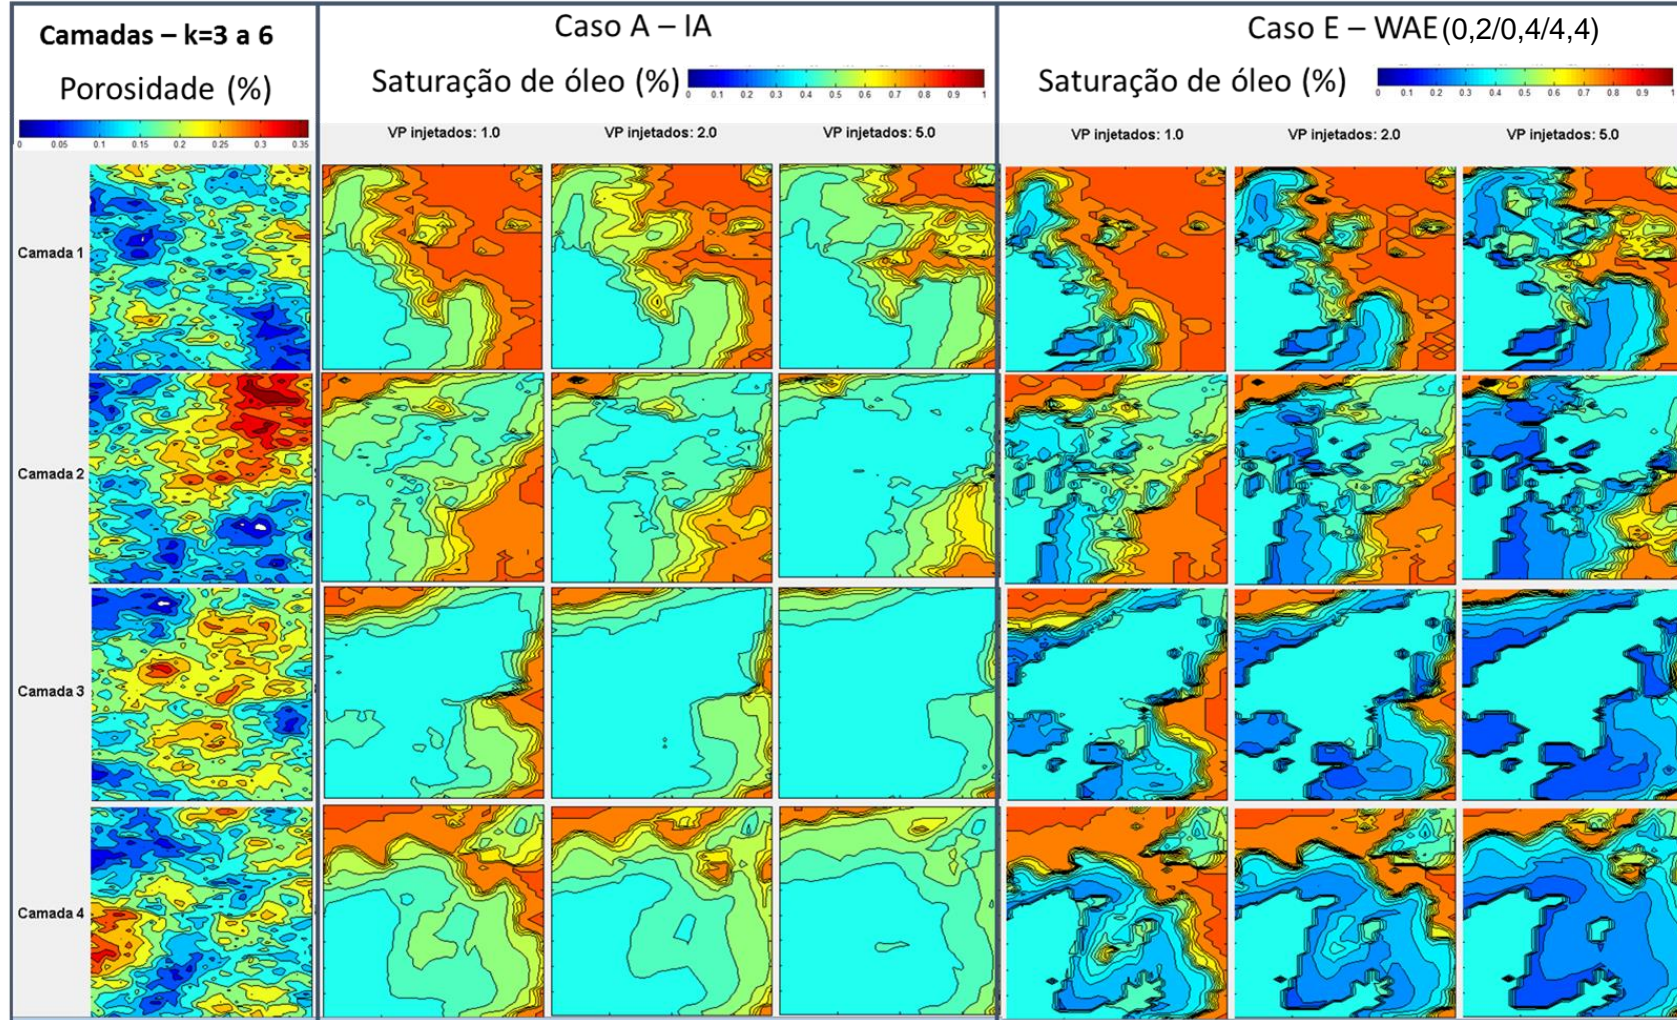 Camadas – k=3 a 6
Porosidade (%)
0 0.05 0.1 0.15 0.2 0.25 0.3 0.35
Caso A – IA
Saturação de óleo (%)
0 0.1 0.2 0.3 0.4 0.5 0.6 0.7 0.8 0.9 1
VP injetados: 1.0 VP injetados: 2.0 VP injetados: 5.0
Caso E – WAE (0,2/0,4/4,4)
Saturação de óleo (%)
0 0.1 0.2 0.3 0.4 0.5 0.6 0.7 0.8 0.9 1
VP injetados: 1.0 VP injetados: 2.0 VP injetados: 5.0
Camada 1
Camada 2
Camada 3
Camada 4